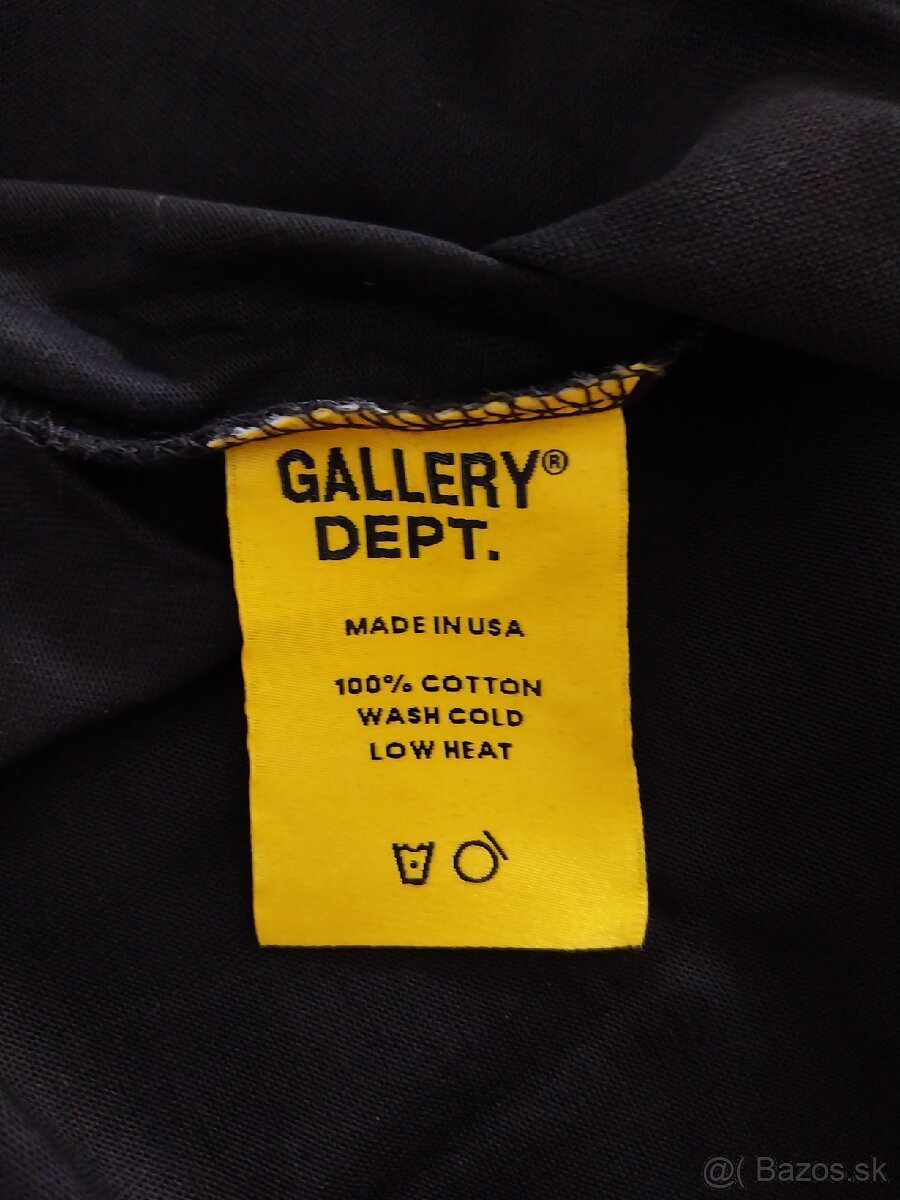 GALLERY®
DEPT.
MADE IN USA
100% COTTON
WASH COLD
LOW HEAT
@( Bazos.sk